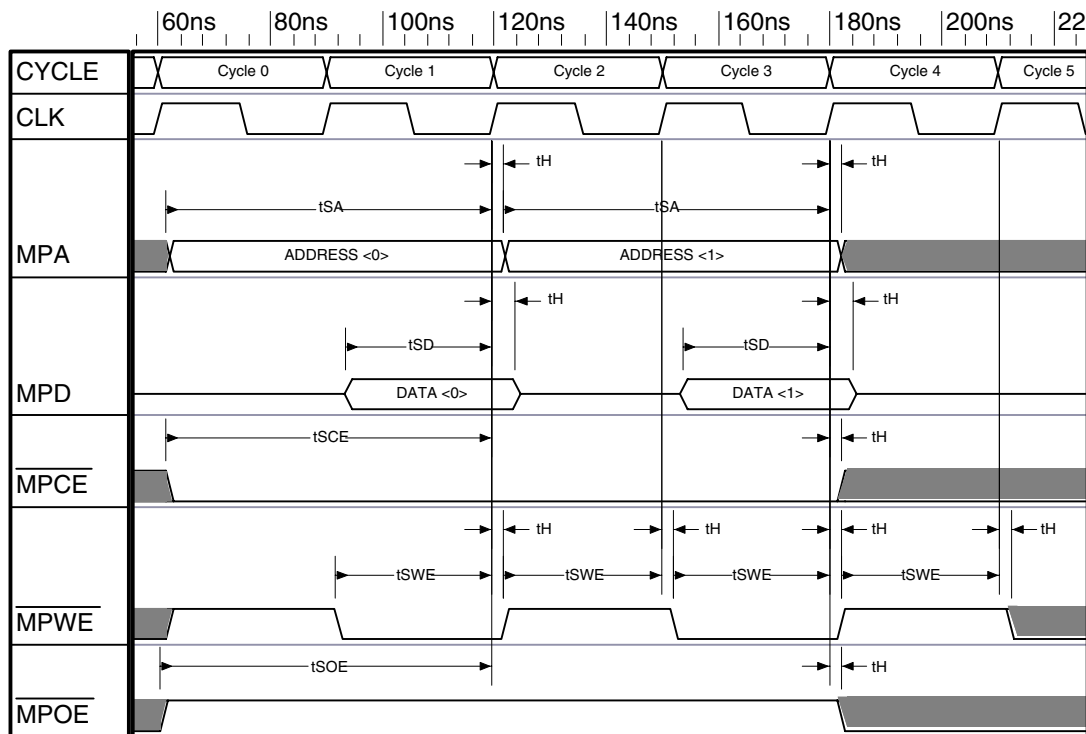 60ns 80ns 100ns 120ns 140ns 160ns 180ns 200ns 22
CYCLE Cycle 0 Cycle 1 Cycle 2 Cycle 3 Cycle 4 Cycle 5
CLK
tH tH
tSA tSA
MPA ADDRESS <0> ADDRESS <1>
tH tH
tSD tSD
MPD DATA <0> DATA <1>
tSCE tH
MPCE
tH tH tH tH
tSWE tSWE tSWE tSWE
MPWE
tSOE tH
MPOE